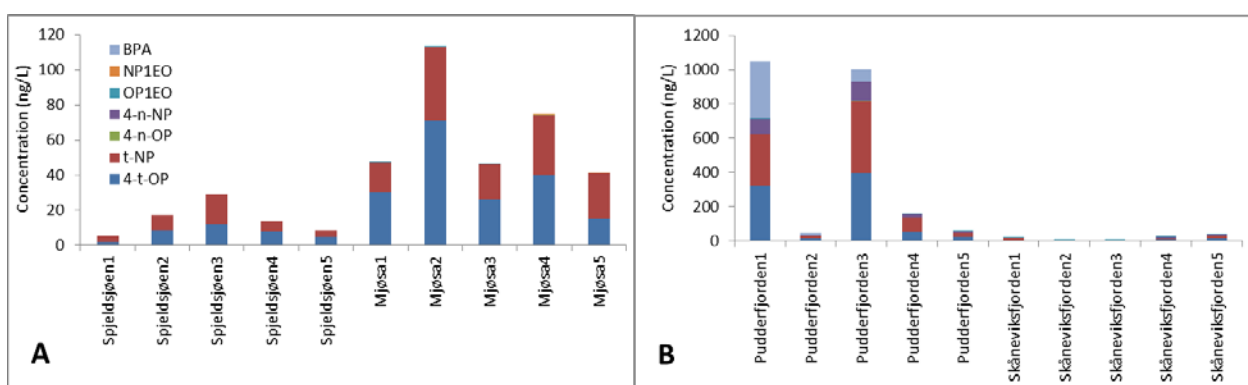 Concentration (ng/L)
120
100
80
60
40
20
0
BPA
NP1EO
OP1EO
4-n-NP
4-n-OP
t-NP
4-t-OP
Spjeldsjøen1
Spjeldsjøen2
Spjeldsjøen3
Spjeldsjøen4
Spjeldsjøen5
Mjøsa1
Mjøsa2
Mjøsa3
Mjøsa4
Mjøsa5
A
Concentration (ng/L)
1200
1000
800
600
400
200
0
Pudderfjorden1
Pudderfjorden2
Pudderfjorden3
Pudderfjorden4
Pudderfjorden5
Skåneviksfjorden1
Skåneviksfjorden2
Skåneviksfjorden3
Skåneviksfjorden4
Skåneviksfjorden5
B